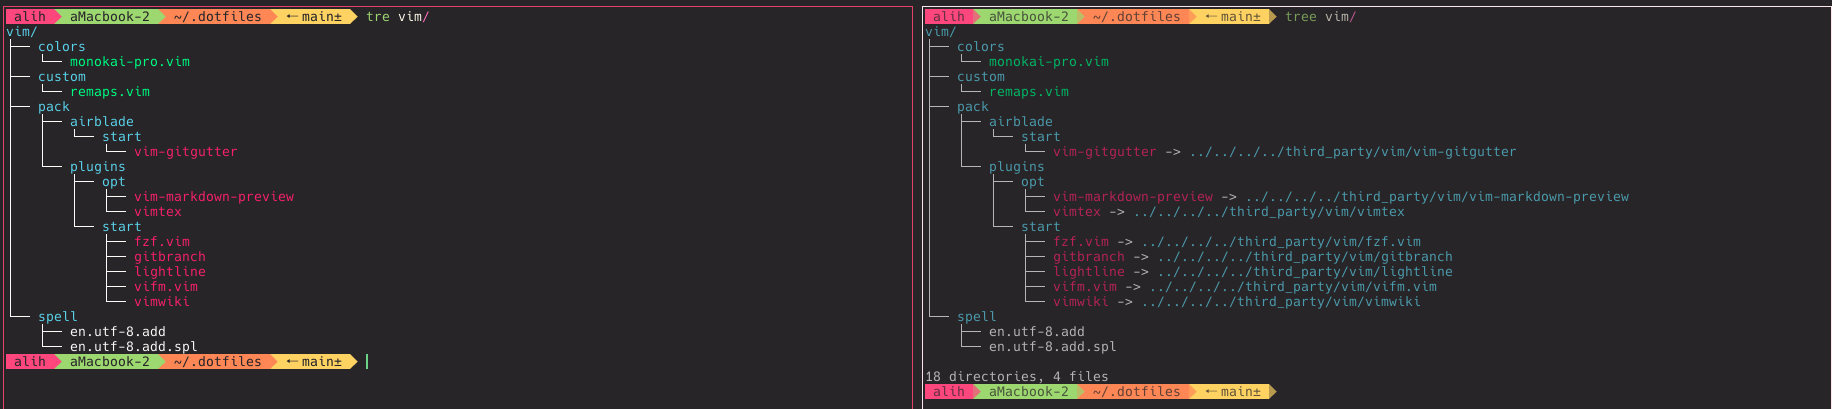 alih aMacbook-2 ~/.dotfiles ←main± tre vim/
vim/
├── colors
│   └── monokai-pro.vim
├── custom
│   └── remaps.vim
├── pack
│   ├── airblade
│   │   └── start
│   │       └── vim-gitgutter
│   └── plugins
│       ├── opt
│       │   ├── vim-markdown-preview
│       │   └── vimtex
│       └── start
│           ├── fzf.vim
│           ├── gitbranch
│           ├── lightline
│           ├── vifm.vim
│           └── vimwiki
└── spell
    ├── en.utf-8.add
    └── en.utf-8.add.spl
alih aMacbook-2 ~/.dotfiles ←main±
alih aMacbook-2 ~/.dotfiles ←main± tree vim/
vim/
├── colors
│   └── monokai-pro.vim
├── custom
│   └── remaps.vim
├── pack
│   ├── airblade
│   │   └── start
│   │       └── vim-gitgutter -> ../../../../third_party/vim/vim-gitgutter
│   └── plugins
│       ├── opt
│       │   ├── vim-markdown-preview -> ../../../../third_party/vim/vim-markdown-preview
│       │   └── vimtex -> ../../../../third_party/vim/vimtex
│       └── start
│           ├── fzf.vim -> ../../../../third_party/vim/fzf.vim
│           ├── gitbranch -> ../../../../third_party/vim/gitbranch
│           ├── lightline -> ../../../../third_party/vim/lightline
│           ├── vifm.vim -> ../../../../third_party/vim/vifm.vim
│           └── vimwiki -> ../../../../third_party/vim/vimwiki
└── spell
    ├── en.utf-8.add
    └── en.utf-8.add.spl
18 directories, 4 files
alih aMacbook-2 ~/.dotfiles ←main±